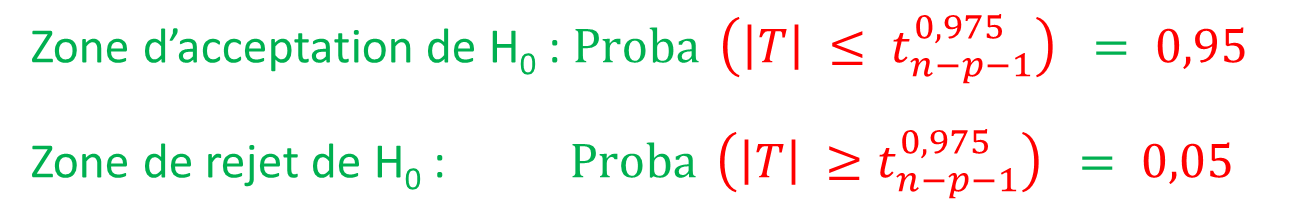 Zone d’acceptation de H₀ : Proba (|T| ≤ t_{n−p−1}^{0,975}) = 0,95
Zone de rejet de H₀ : Proba (|T| ≥ t_{n−p−1}^{0,975}) = 0,05